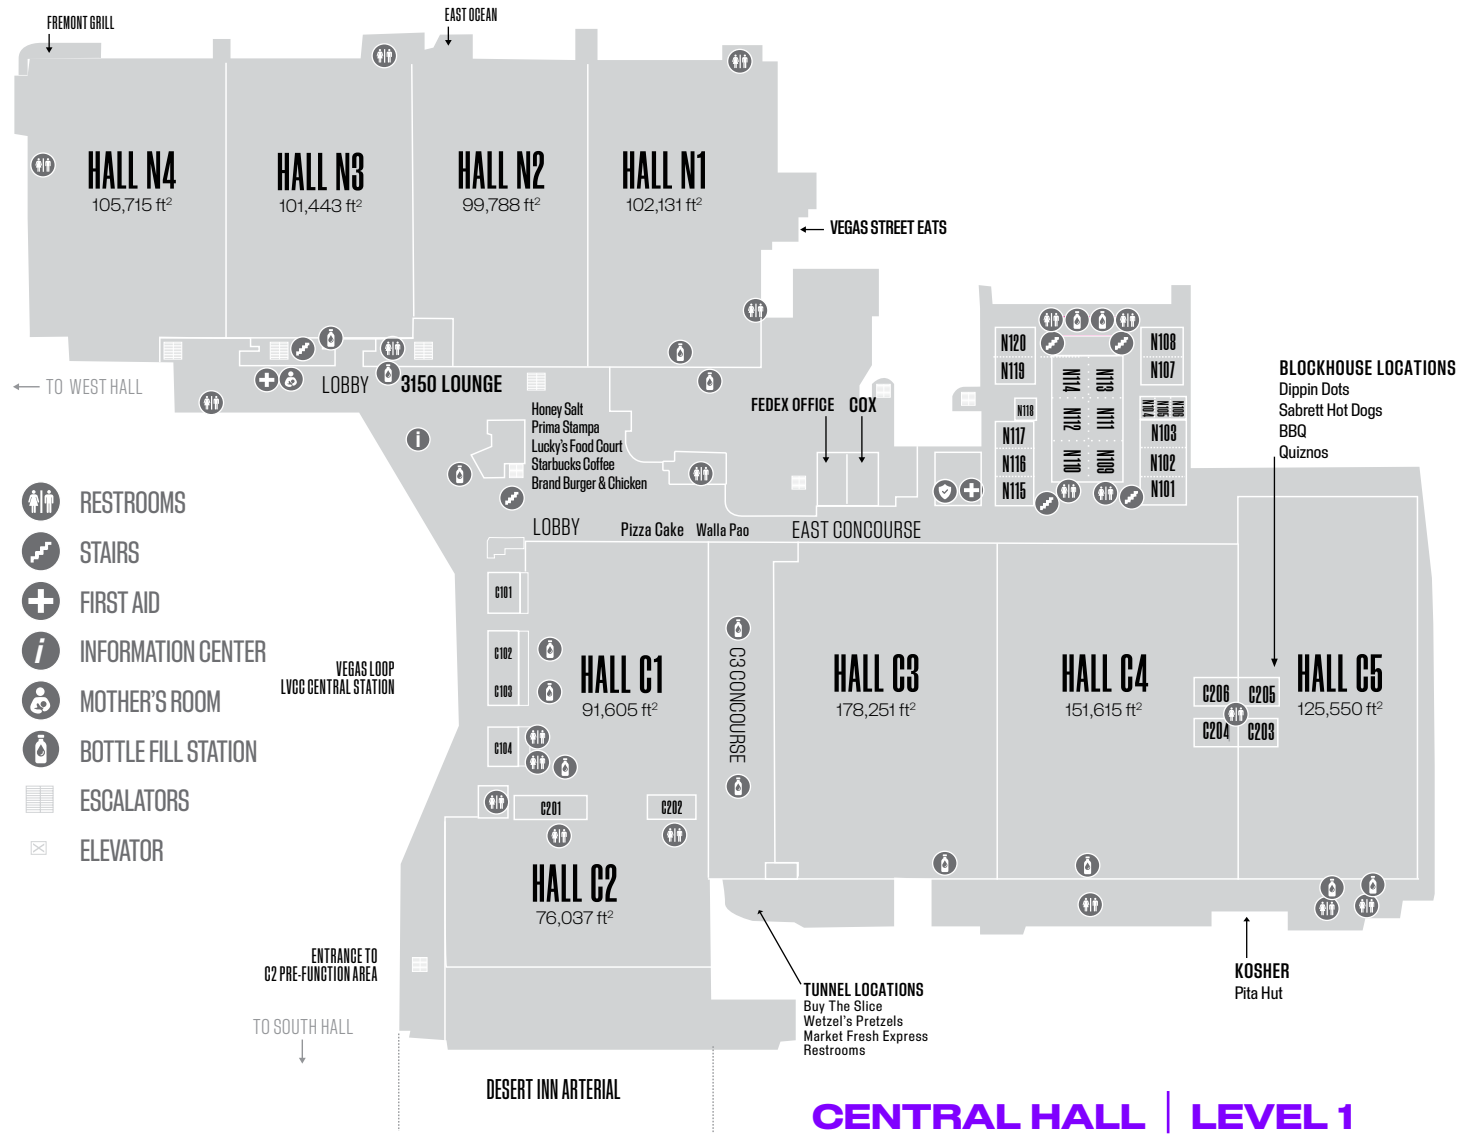 FREMONT GRILL
EAST OCEAN
HALL N4
105,715 ft²
HALL N3
101,443 ft²
HALL N2
99,788 ft²
HALL N1
102,131 ft²
VEGAS STREET EATS
TO WEST HALL
LOBBY
3150 LOUNGE
Honey Salt
Prima Stampa
Lucky's Food Court
Starbucks Coffee
Brand Burger & Chicken
FEDEX OFFICE
COX
N120
N119
N118
N117
N116
N115
N114
N113
N112
N111
N110
N109
N108
N107
N106
N105
N104
N103
N102
N101
BLOCKHOUSE LOCATIONS
Dippin Dots
Sabrett Hot Dogs
BBQ
Quiznos
LOBBY
Pizza Cake
Walla Pao
EAST CONCOURSE
RESTROOMS
STAIRS
FIRST AID
i INFORMATION CENTER
MOTHER'S ROOM
BOTTLE FILL STATION
ESCALATORS
ELEVATOR
i
VEGAS LOOP
LVCC CENTRAL STATION
C101
C102
C103
C104
HALL C1
91,605 ft²
C3 CONCOURSE
HALL C3
178,251 ft²
HALL C4
151,615 ft²
C206
C205
C204
C203
HALL C5
125,550 ft²
C201
C202
HALL C2
76,037 ft²
ENTRANCE TO
C2 PRE-FUNCTION AREA
TO SOUTH HALL
TUNNEL LOCATIONS
Buy The Slice
Wetzel's Pretzels
Market Fresh Express
Restrooms
KOSHER
Pita Hut
DESERT INN ARTERIAL
CENTRAL HALL | LEVEL 1